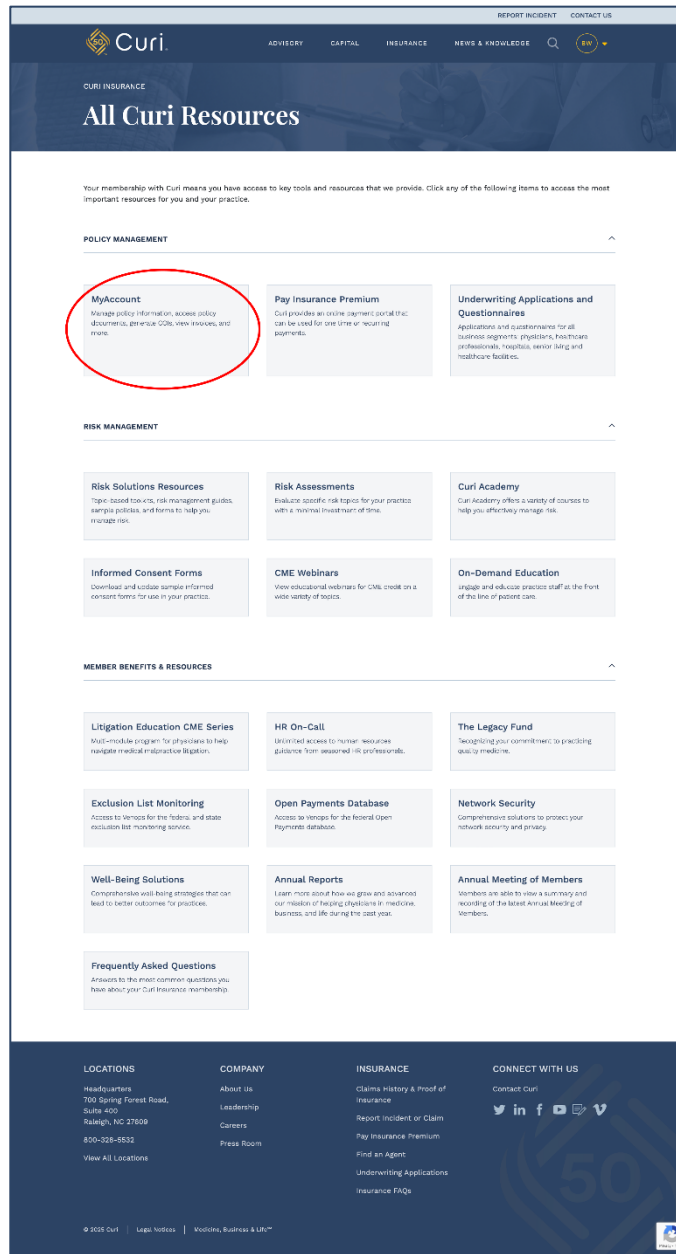 REPORT INCIDENT CONTACT US
50 Curi.
ADVISORY CAPITAL INSURANCE NEWS & KNOWLEDGE BW
CURI INSURANCE
All Curi Resources
Your membership with Curi means you have access to key tools and resources that we provide. Click any of the following items to access the most
important resources for you and your practice.
POLICY MANAGEMENT
MyAccount
Manage policy information, access policy
documents, generate COIs, view invoices, and
more.
Pay Insurance Premium
Curi provides an online payment portal that
can be used for one time or recurring
payments.
Underwriting Applications and
Questionnaires
Applications and questionnaires for all
business segments: physicians, healthcare
professionals, hospitals, senior living and
healthcare facilities.
RISK MANAGEMENT
Risk Solutions Resources
Topic-based toolkits, risk management guides,
sample policies, and forms to help you
manage risk.
Risk Assessments
Evaluate specific risk topics for your practice
with a minimal investment of time.
Curi Academy
Curi Academy offers a variety of courses to
help you effectively manage risk.
Informed Consent Forms
Download and update sample informed
consent forms for use in your practice.
CME Webinars
View educational webinars for CME credit on a
wide variety of topics.
On-Demand Education
Engage and educate practice staff at the front
of the line of patient care.
MEMBER BENEFITS & RESOURCES
Litigation Education CME Series
Multi-module program for physicians to help
navigate medical malpractice litigation.
HR On-Call
Unlimited access to human resources
guidance from seasoned HR professionals.
The Legacy Fund
Recognizing your commitment to practicing
quality medicine.
Exclusion List Monitoring
Access to Venops for the federal and state
exclusion list monitoring service.
Open Payments Database
Access to Venops for the federal Open
Payments database.
Network Security
Comprehensive solutions to protect your
network security and privacy.
Well-Being Solutions
Comprehensive well-being strategies that can
lead to better outcomes for practices.
Annual Reports
Learn more about how we grew and advanced
our mission of helping physicians in medicine,
business, and life during the past year.
Annual Meeting of Members
Members are able to view a summary and
recording of the latest Annual Meeting of
Members.
Frequently Asked Questions
Answers to the most common questions you
have about your Curi Insurance membership.
LOCATIONS
Headquarters
700 Spring Forest Road,
Suite 400
Raleigh, NC 27609
800-328-5532
View All Locations
COMPANY
About Us
Leadership
Careers
Press Room
INSURANCE
Claims History & Proof of
Insurance
Report Incident or Claim
Pay Insurance Premium
Find an Agent
Underwriting Applications
Insurance FAQs
CONNECT WITH US
Contact Curi
50
© 2025 Curi | Legal Notices | Medicine, Business & Life℠